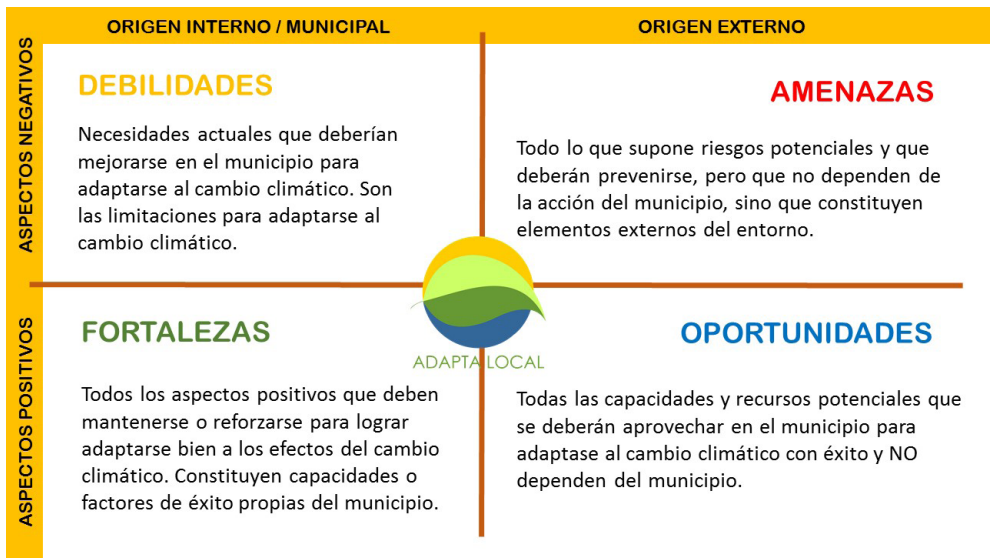 ORIGEN INTERNO / MUNICIPAL
ORIGEN EXTERNO
ASPECTOS NEGATIVOS
DEBILIDADES
Necesidades actuales que deberían
mejorarse en el municipio para
adaptarse al cambio climático. Son
las limitaciones para adaptarse al
cambio climático.
AMENAZAS
Todo lo que supone riesgos potenciales y que
deberán prevenirse, pero que no dependen de
la acción del municipio, sino que constituyen
elementos externos del entorno.
ADAPTA LOCAL
ASPECTOS POSITIVOS
FORTALEZAS
Todos los aspectos positivos que deben
mantenerse o reforzarse para lograr
adaptarse bien a los efectos del cambio
climático. Constituyen capacidades o
factores de éxito propias del municipio.
OPORTUNIDADES
Todas las capacidades y recursos potenciales que
se deberán aprovechar en el municipio para
adaptase al cambio climático con éxito y NO
dependen del municipio.